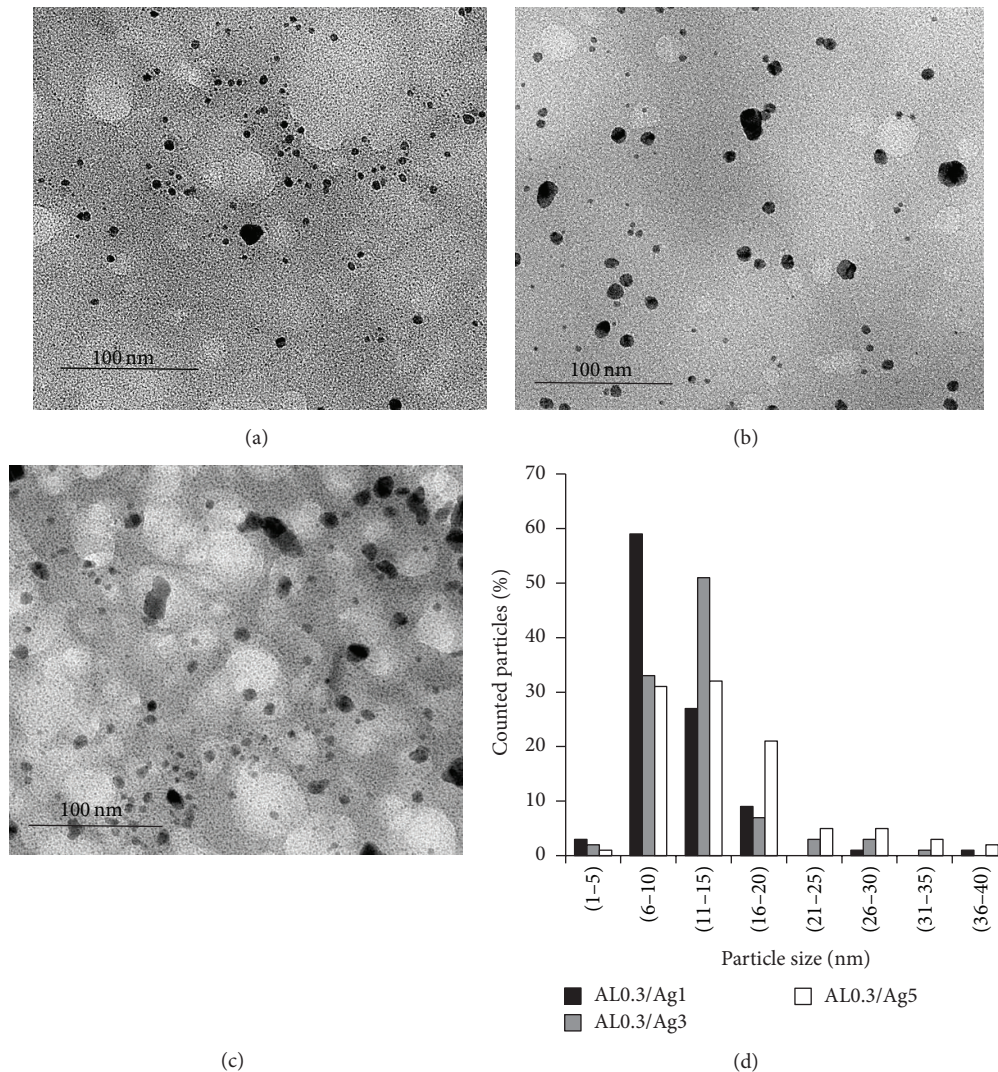 100 nm
100 nm
(a)
(b)
100 nm
(c)
70
60
50
40
30
20
10
0
Counted particles (%)
(1–5)
(6–10)
(11–15)
(16–20)
(21–25)
(26–30)
(31–35)
(36–40)
Particle size (nm)
AL0.3/Ag1
AL0.3/Ag3
AL0.3/Ag5
(d)